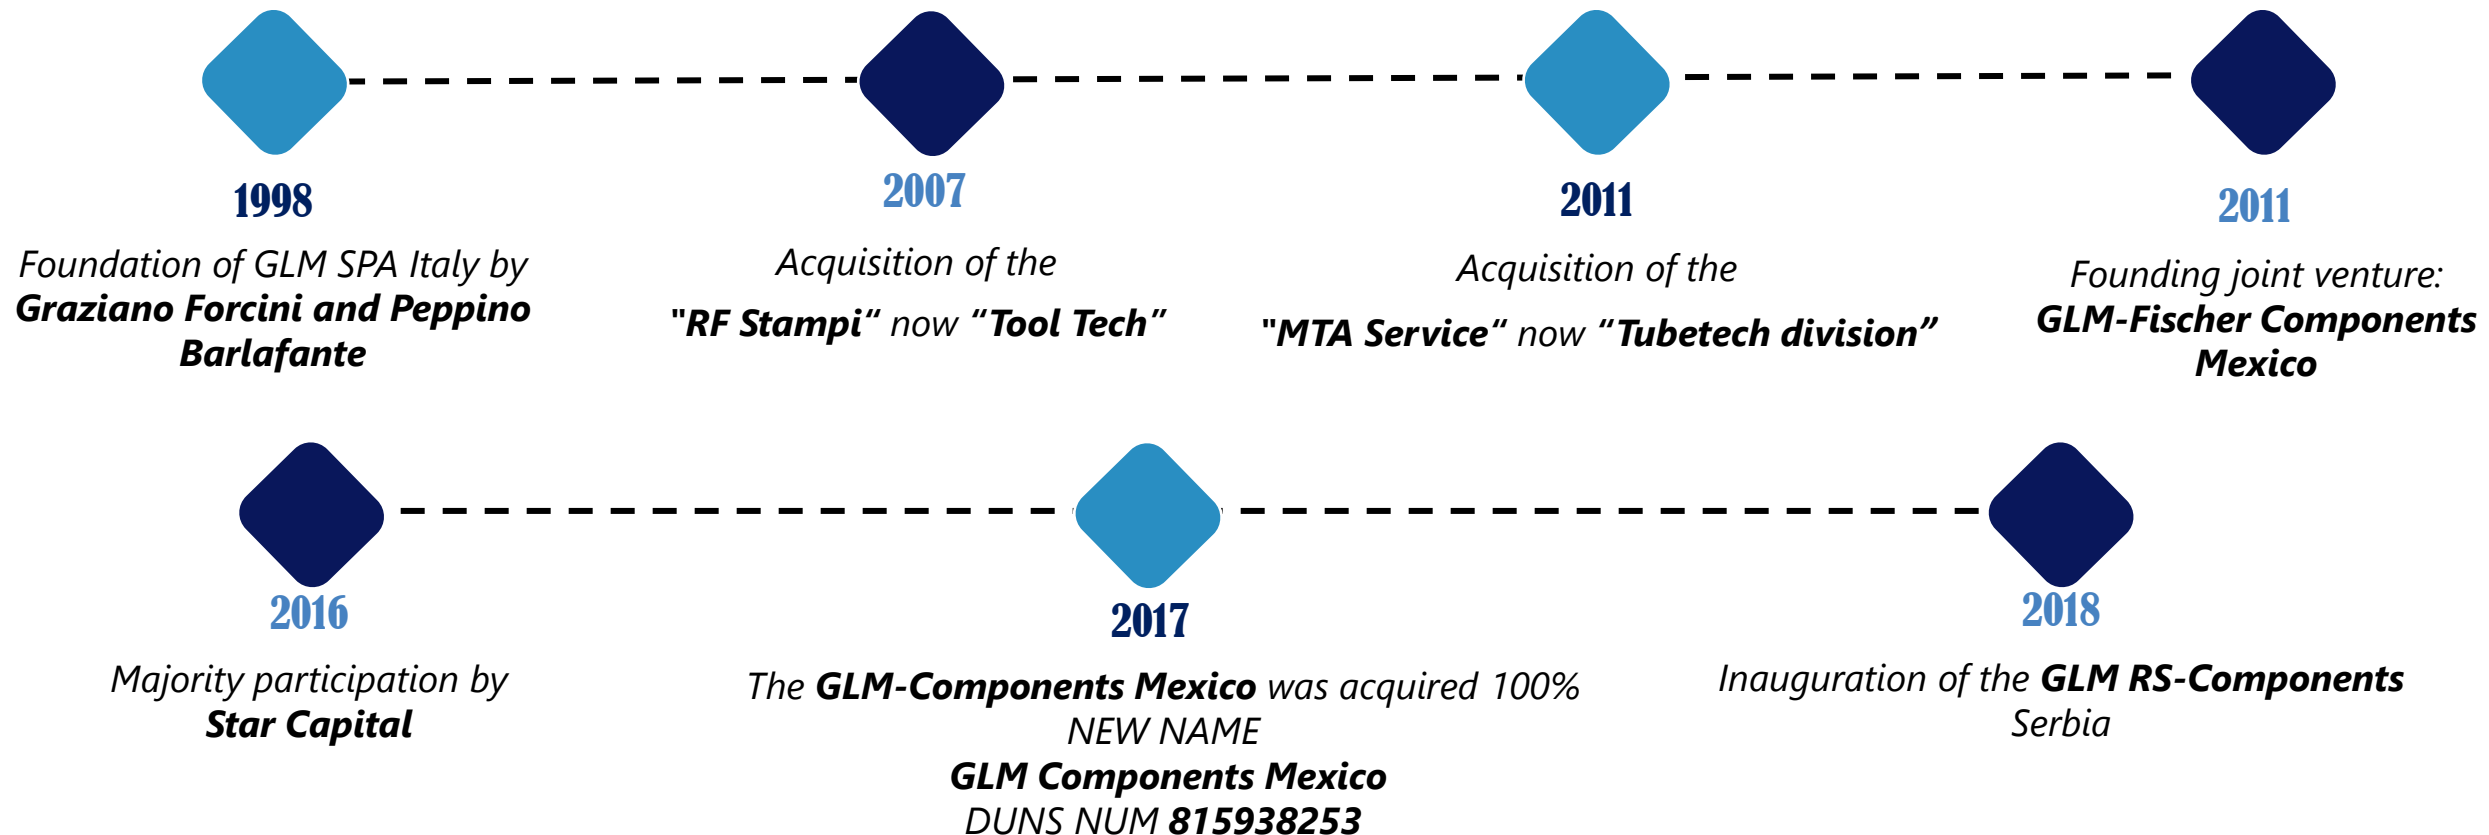 1998
Foundation of GLM SPA Italy by
Graziano Forcini and Peppino
Barlafante
2007
Acquisition of the
"RF Stampi“ now “Tool Tech”
2011
Acquisition of the
"MTA Service“ now “Tubetech division”
2011
Founding joint venture:
GLM-Fischer Components
Mexico
2016
Majority participation by
Star Capital
2017
The GLM-Components Mexico was acquired 100%
NEW NAME
GLM Components Mexico
DUNS NUM 815938253
2018
Inauguration of the GLM RS-Components
Serbia